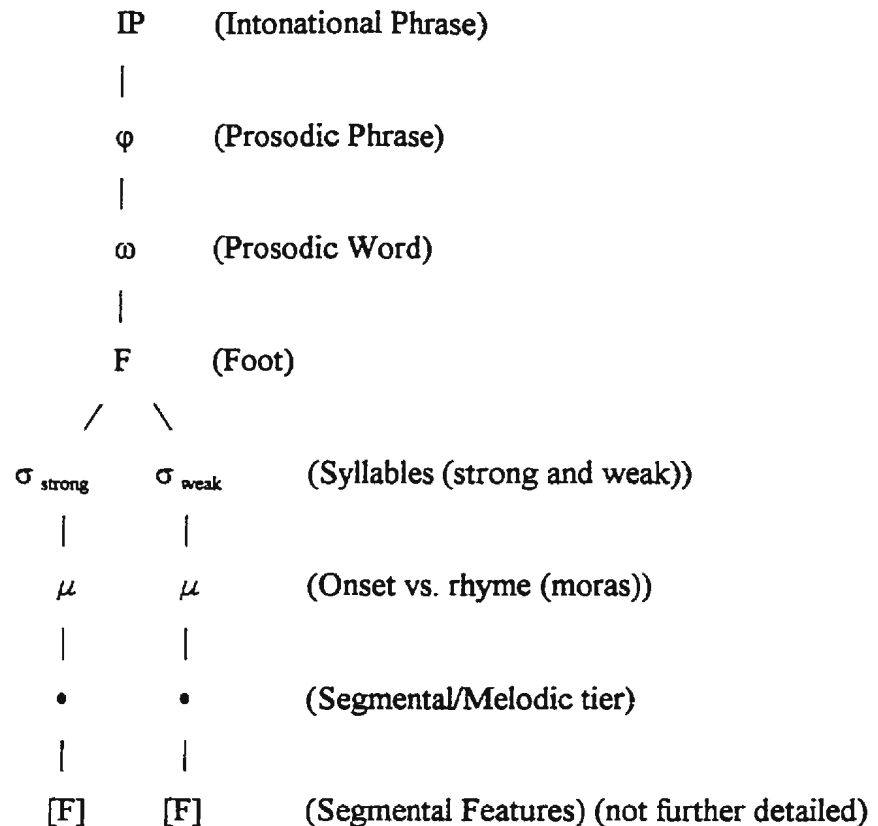 IP (Intonational Phrase)
|
φ (Prosodic Phrase)
|
ω (Prosodic Word)
|
F (Foot)
/ \
σ strong σ weak (Syllables (strong and weak))
| |
μ μ (Onset vs. rhyme (moras))
| |
• • (Segmental/Melodic tier)
| |
[F] [F] (Segmental Features) (not further detailed)